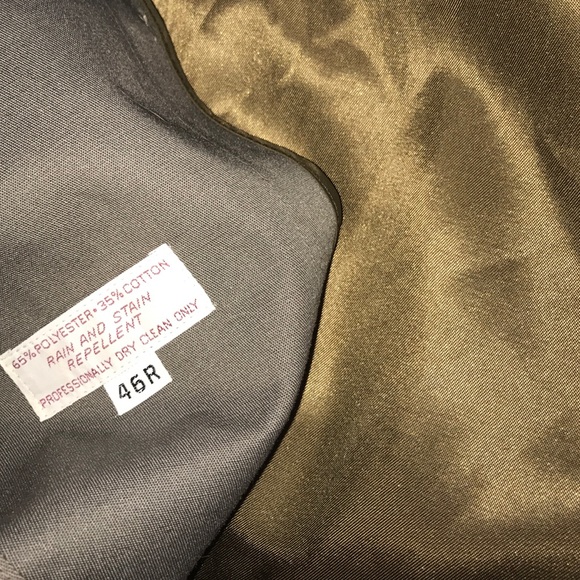 65% POLYESTER • 35% COTTON
RAIN AND STAIN
REPELLENT
PROFESSIONALLY DRY CLEAN ONLY
46R